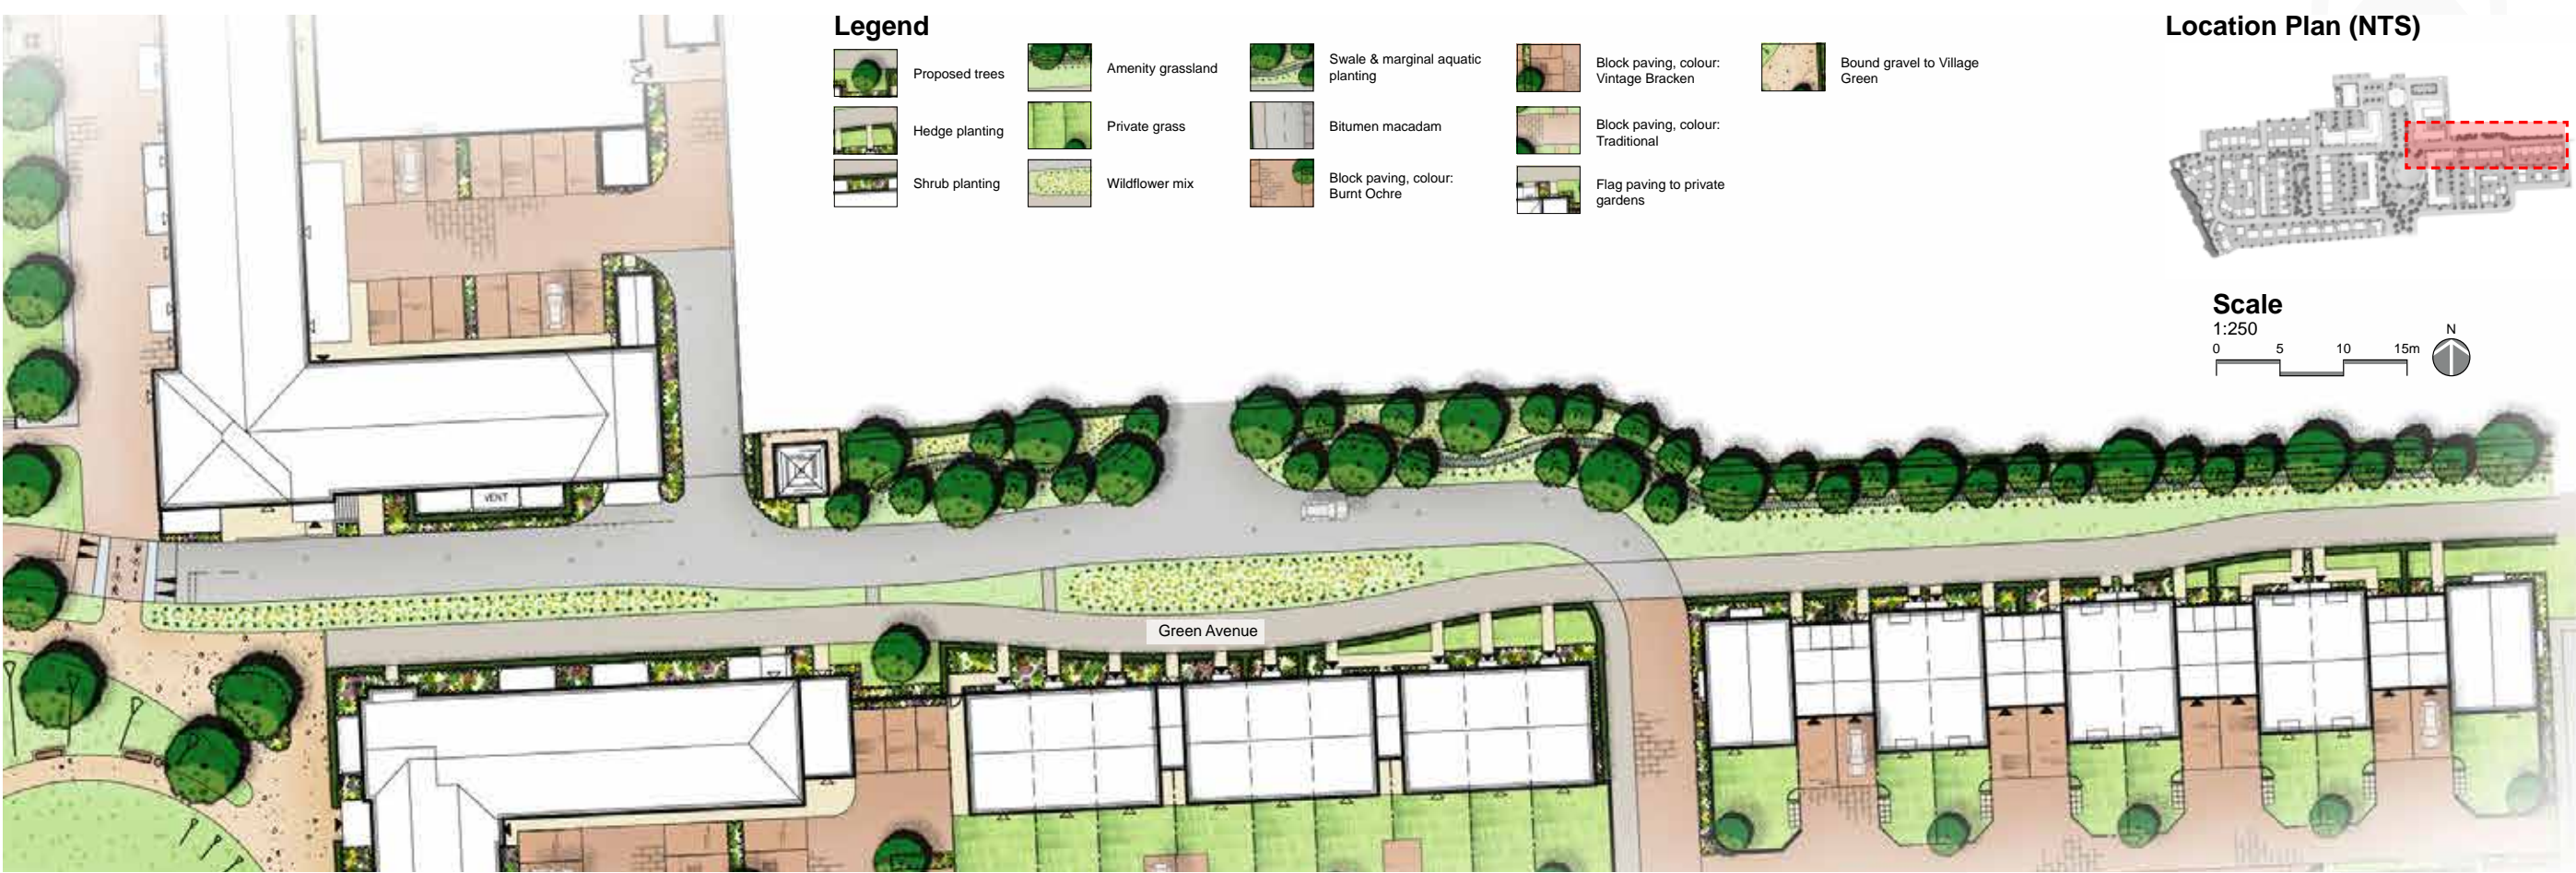 Legend
Proposed trees
Hedge planting
Shrub planting
Amenity grassland
Private grass
Wildflower mix
Swale & marginal aquatic
planting
Bitumen macadam
Block paving, colour:
Burnt Ochre
Block paving, colour:
Vintage Bracken
Block paving, colour:
Traditional
Flag paving to private
gardens
Bound gravel to Village
Green
Location Plan (NTS)
Scale
1:250
0 5 10 15m
N
VENT
Green Avenue